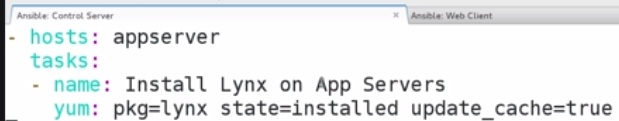 Ansible: Control Server × Ansible: Web Client
- hosts: appserver
  tasks:
  - name: Install Lynx on App Servers
    yum: pkg=lynx state=installed update_cache=true